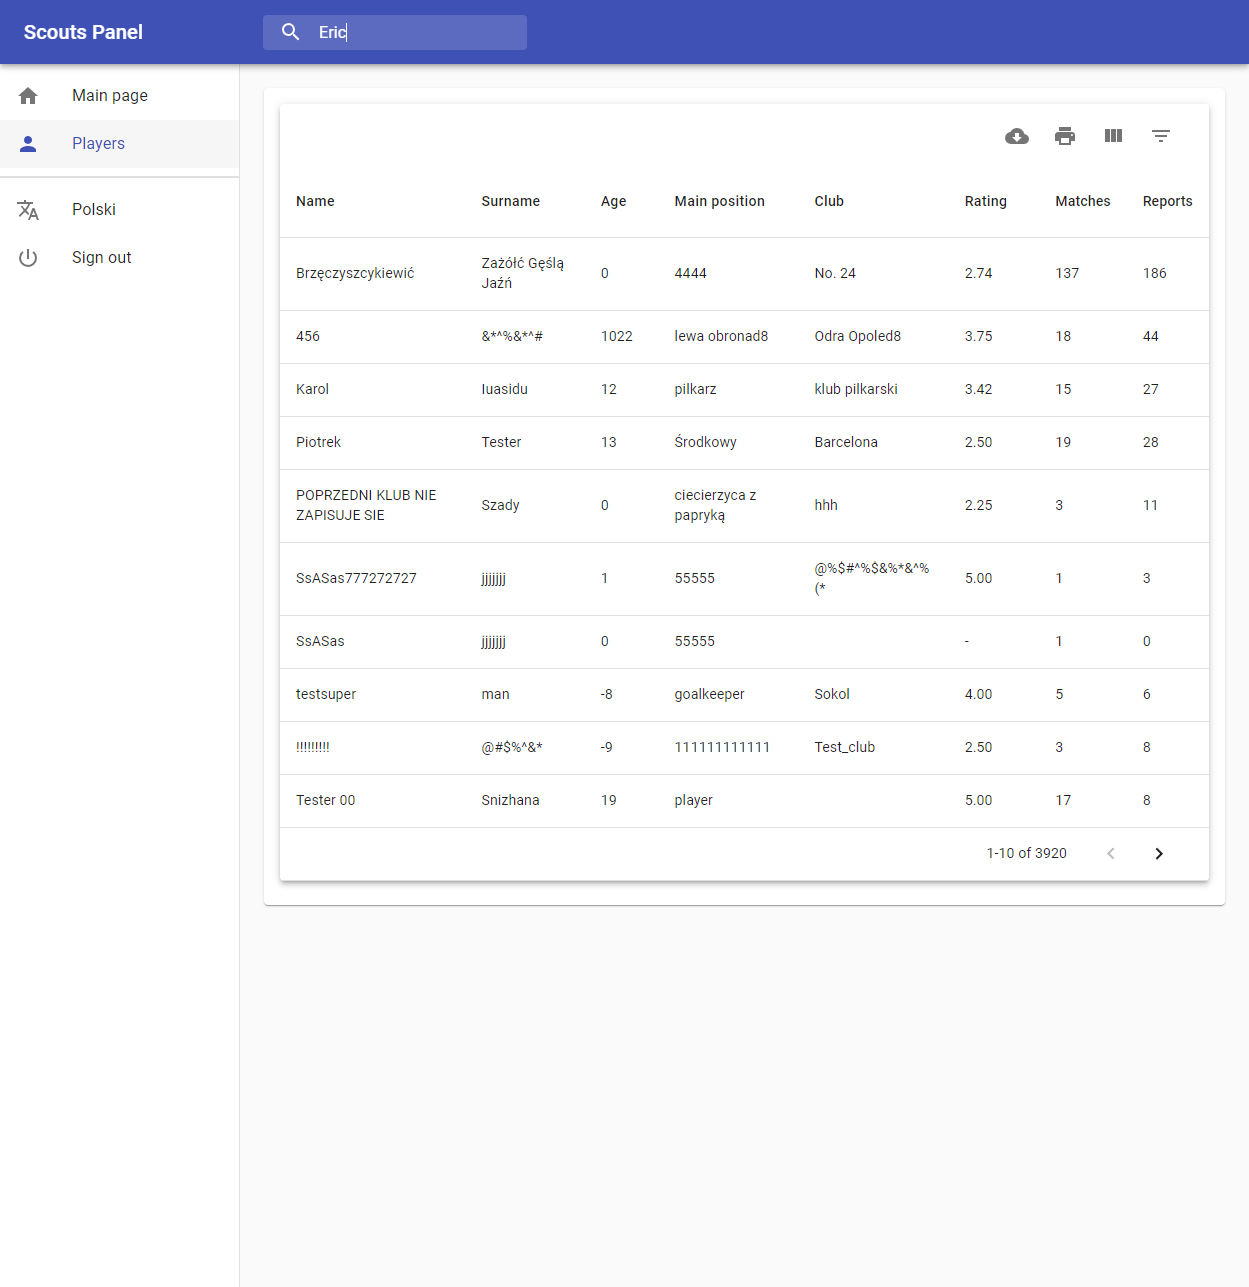 Scouts Panel
Eric
Main page
Players
Polski
Sign out
Name Surname Age Main position Club Rating Matches Reports
Brzęczyszcykiewić Zażółć Gęślą Jaźń 0 4444 No. 24 2.74 137 186
456 &*^%&*^# 1022 lewa obronad8 Odra Opoled8 3.75 18 44
Karol Iuasidu 12 pilkarz klub pilkarski 3.42 15 27
Piotrek Tester 13 Środkowy Barcelona 2.50 19 28
POPRZEDNI KLUB NIE ZAPISUJE SIE Szady 0 ciecierzyca z papryką hhh 2.25 3 11
SsASas777272727 jjjjjjj 1 55555 @%$#^%$&%*&^%(* 5.00 1 3
SsASas jjjjjjj 0 55555 - 1 0
testsuper man -8 goalkeeper Sokol 4.00 5 6
!!!!!!!!! @#$%^&* -9 111111111111 Test_club 2.50 3 8
Tester 00 Snizhana 19 player 5.00 17 8
1-10 of 3920